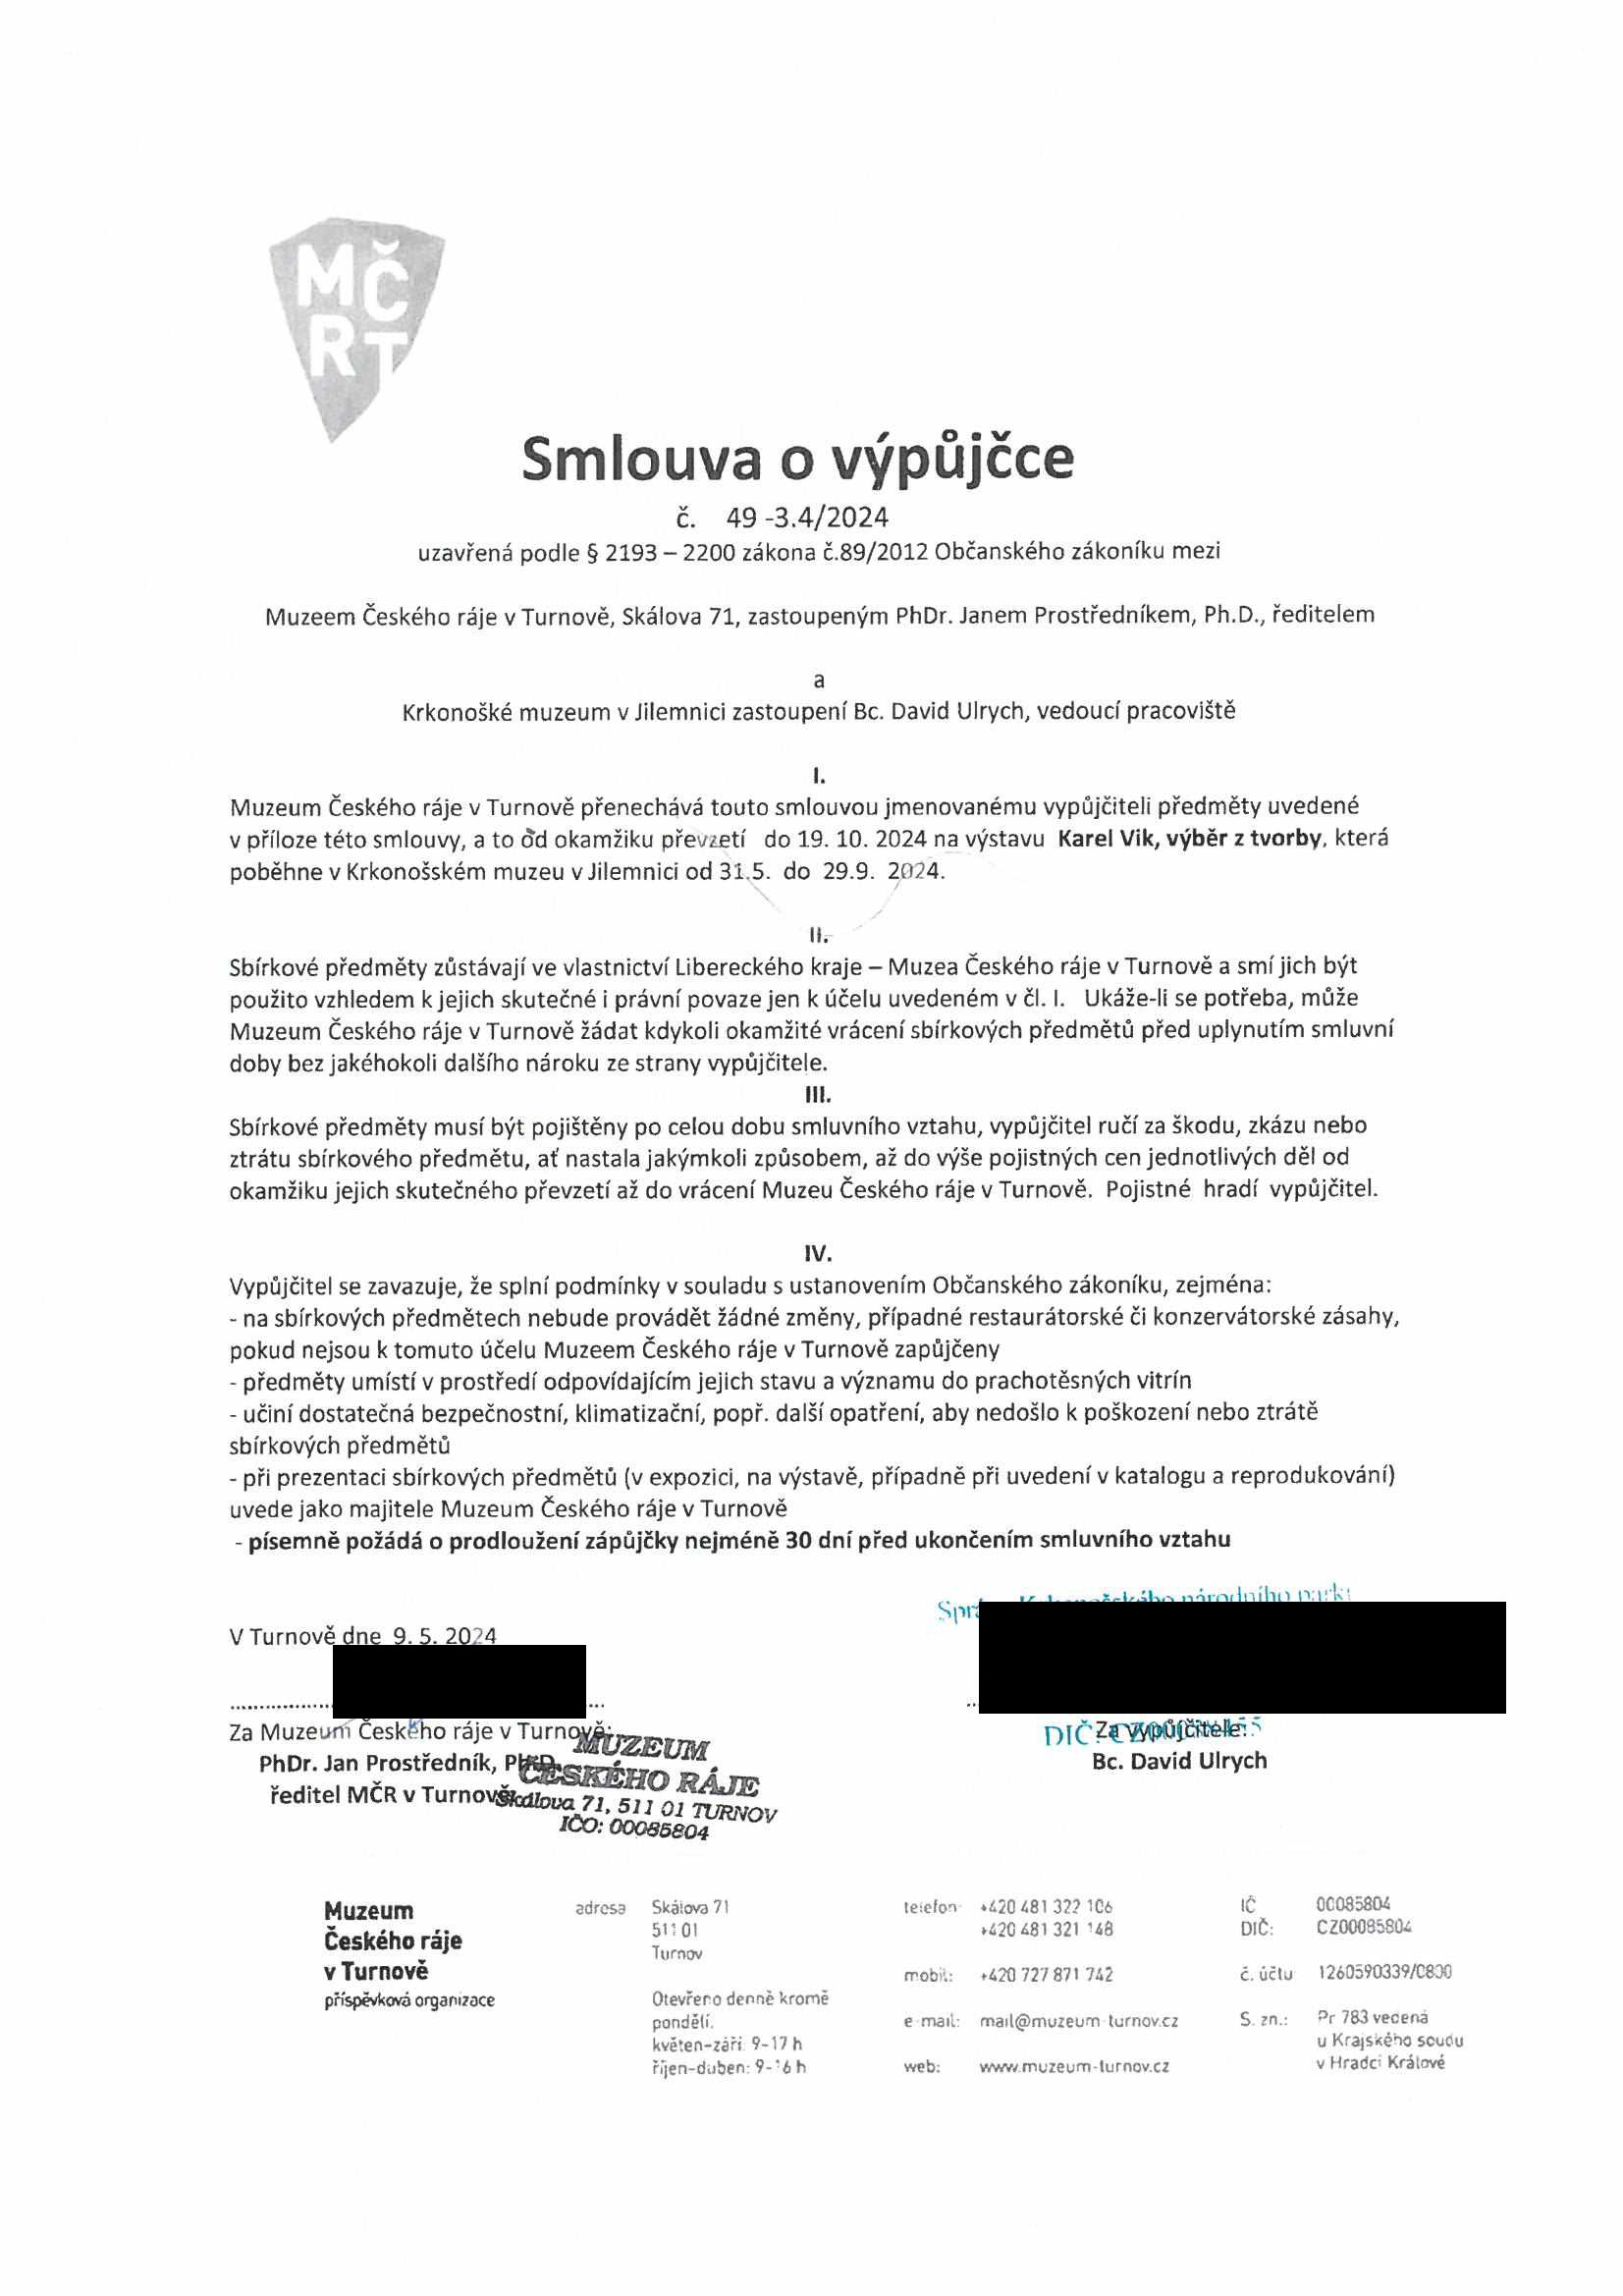 MČ
RT
Smlouva o výpůjčce
č. 49 -3.4/2024
uzavřená podle § 2193 – 2200 zákona č.89/2012 Občanského zákoníku mezi
Muzeem Českého ráje v Turnově, Skálova 71, zastoupeným PhDr. Janem Prostředníkem, Ph.D., ředitelem
a
Krkonošké muzeum v Jilemnici zastoupení Bc. David Ulrych, vedoucí pracoviště
I.
Muzeum Českého ráje v Turnově přenechává touto smlouvou jmenovanému vypůjčiteli předměty uvedené
v příloze této smlouvy, a to od okamžiku převzetí do 19. 10. 2024 na výstavu Karel Vik, výběr z tvorby, která
poběhne v Krkonošském muzeu v Jilemnici od 31.5. do 29.9. 2024.
II.
Sbírkové předměty zůstávají ve vlastnictví Libereckého kraje – Muzea Českého ráje v Turnově a smí jich být
použito vzhledem k jejich skutečné i právní povaze jen k účelu uvedeném v čl. I. Ukáže-li se potřeba, může
Muzeum Českého ráje v Turnově žádat kdykoli okamžité vrácení sbírkových předmětů před uplynutím smluvní
doby bez jakéhokoli dalšího nároku ze strany vypůjčitele.
III.
Sbírkové předměty musí být pojištěny po celou dobu smluvního vztahu, vypůjčitel ručí za škodu, zkázu nebo
ztrátu sbírkového předmětu, ať nastala jakýmkoli způsobem, až do výše pojistných cen jednotlivých děl od
okamžiku jejich skutečného převzetí až do vrácení Muzeu Českého ráje v Turnově. Pojistné hradí vypůjčitel.
IV.
Vypůjčitel se zavazuje, že splní podmínky v souladu s ustanovením Občanského zákoníku, zejména:
- na sbírkových předmětech nebude provádět žádné změny, případné restaurátorské či konzervátorské zásahy,
pokud nejsou k tomuto účelu Muzeem Českého ráje v Turnově zapůjčeny
- předměty umístí v prostředí odpovídajícím jejich stavu a významu do prachotěsných vitrín
- učiní dostatečná bezpečnostní, klimatizační, popř. další opatření, aby nedošlo k poškození nebo ztrátě
sbírkových předmětů
- při prezentaci sbírkových předmětů (v expozici, na výstavě, případně při uvedení v katalogu a reprodukování)
uvede jako majitele Muzeum Českého ráje v Turnově
- písemně požádá o prodloužení zápůjčky nejméně 30 dní před ukončením smluvního vztahu
národního parku
V Turnově dne 9. 5. 2024
Za Muzeum Českého ráje v Turnově:
PhDr. Jan Prostředník, PhD.
ředitel MČR v Turnově
MUZEUM
ČESKÉHO RÁJE
Skálova 71, 511 01 TURNOV
IČO: 00085804
DIČ:
Za vypůjčitele:
Bc. David Ulrych
Muzeum
Českého ráje
v Turnově
příspěvková organizace
adresa Skálova 71
511 01
Turnov
Otevřeno denně kromě
pondělí.
květen–září: 9–17 h
říjen–duben: 9–16 h
telefon: +420 481 322 106
+420 481 321 148
mobil: +420 727 871 742
e-mail: mail@muzeum-turnov.cz
web: www.muzeum-turnov.cz
IČ 00085804
DIČ: CZ00085804
č. účtu 1260590339/0800
S. zn.: Pr 783 vedená
u Krajského soudu
v Hradci Králové